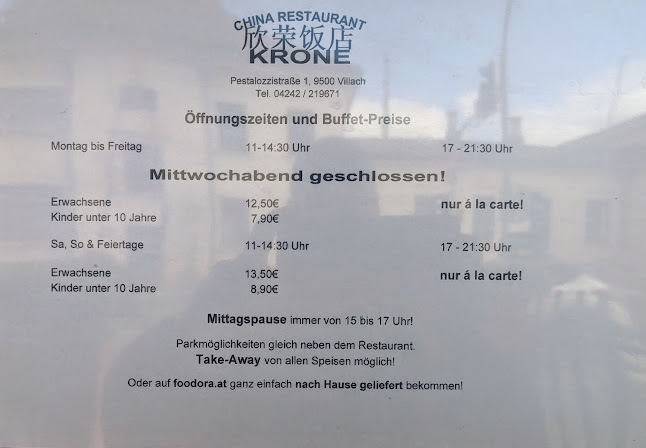 CHINA RESTAURANT
欣荣饭店
KRONE
Pestalozzistraße 1, 9500 Villach
Tel. 04242 / 219671
Öffnungszeiten und Buffet-Preise
Montag bis Freitag 11-14:30 Uhr 17 - 21:30 Uhr
Mittwochabend geschlossen!
Erwachsene 12,50€ nur á la carte!
Kinder unter 10 Jahre 7,90€
Sa, So & Feiertage 11-14:30 Uhr 17 - 21:30 Uhr
Erwachsene 13,50€ nur á la carte!
Kinder unter 10 Jahre 8,90€
Mittagspause immer von 15 bis 17 Uhr!
Parkmöglichkeiten gleich neben dem Restaurant.
Take-Away von allen Speisen möglich!
Oder auf foodora.at ganz einfach nach Hause geliefert bekommen!